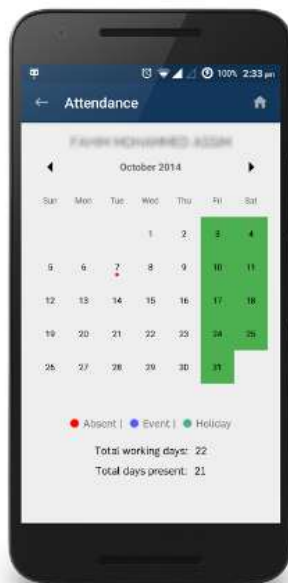 100% 2:33 pm
Attendance
October 2014
Sun Mon Tue Wed Thu Fri Sat
1 2 3 4
5 6 7 8 9 10 11
12 13 14 15 16 17 18
19 20 21 22 23 24 25
26 27 28 29 30 31
Absent | Event | Holiday
Total working days: 22
Total days present: 21